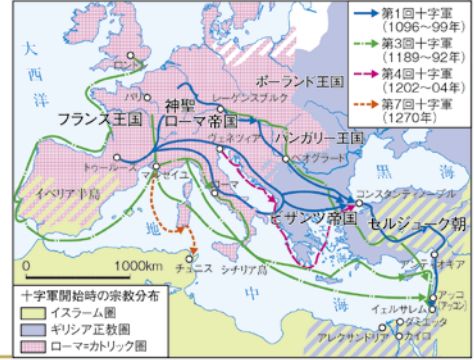 第1回十字軍
(1096～99年)
第3回十字軍
(1189～92年)
第4回十字軍
(1202～04年)
第7回十字軍
(1270年)
大西洋
ロンドン
パリ
フランス王国
神聖
ローマ帝国
レーゲンスブルク
ポーランド王国
ハンガリー王国
ヴェネツィア
ベオグラード
トゥールーズ
マルセイユ
ローマ
イベリア半島
黒海
コンスタンティノープル
ビザンツ帝国
セルジューク朝
アンティオキア
地中海
チュニス
シチリア島
アッコ
(アッコン)
イェルサレム
ダミエッタ
アレクサンドリア
カイロ
0 1000km
十字軍開始時の宗教分布
イスラーム圏
ギリシア正教圏
ローマ=カトリック圏